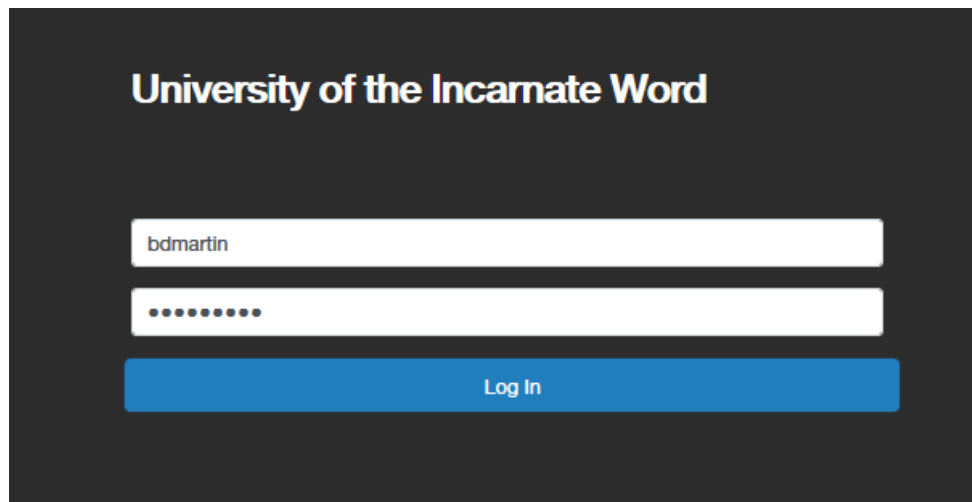 University of the Incarnate Word
bdmartin
•••••••••
Log In